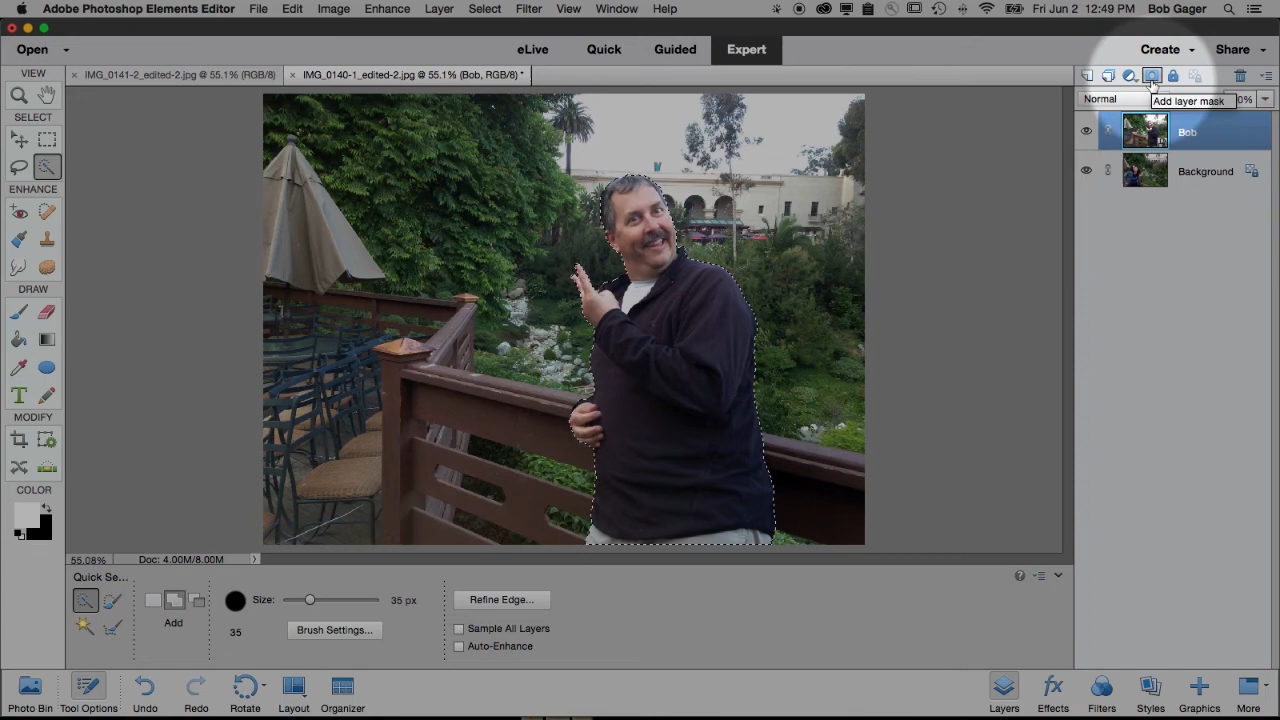 Adobe Photoshop Elements Editor File Edit Image Enhance Layer Select Filter View Window Help Fri Jun 2 12:49 PM Bob Gager
Open eLive Quick Guided Expert Create Share
VIEW
× IMG_0141-2_edited-2.jpg @ 55.1% (RGB/8) × IMG_0140-1_edited-2.jpg @ 55.1% (Bob, RGB/8) *
Normal 0%
Add layer mask
SELECT
Bob
Background
ENHANCE
DRAW
T
MODIFY
COLOR
55.08% Doc: 4.00M/8.00M
Quick Se...
Size: 35 px
Refine Edge...
Add
35
Brush Settings...
Sample All Layers
Auto-Enhance
Photo Bin Tool Options Undo Redo Rotate Layout Organizer Layers Effects Filters Styles Graphics More